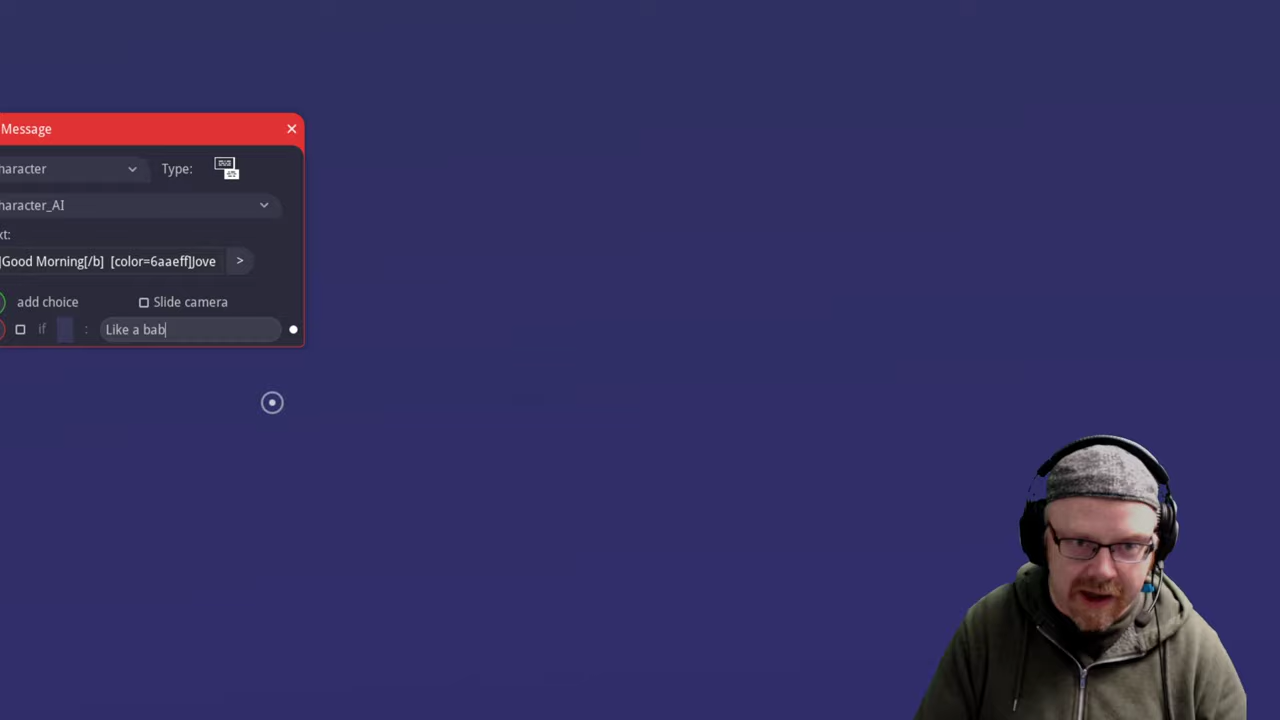 Message
haracter Type:
haracter_AI
xt:
]Good Morning[/b] [color=6aaeff]Jove >
add choice Slide camera
if : Like a bab